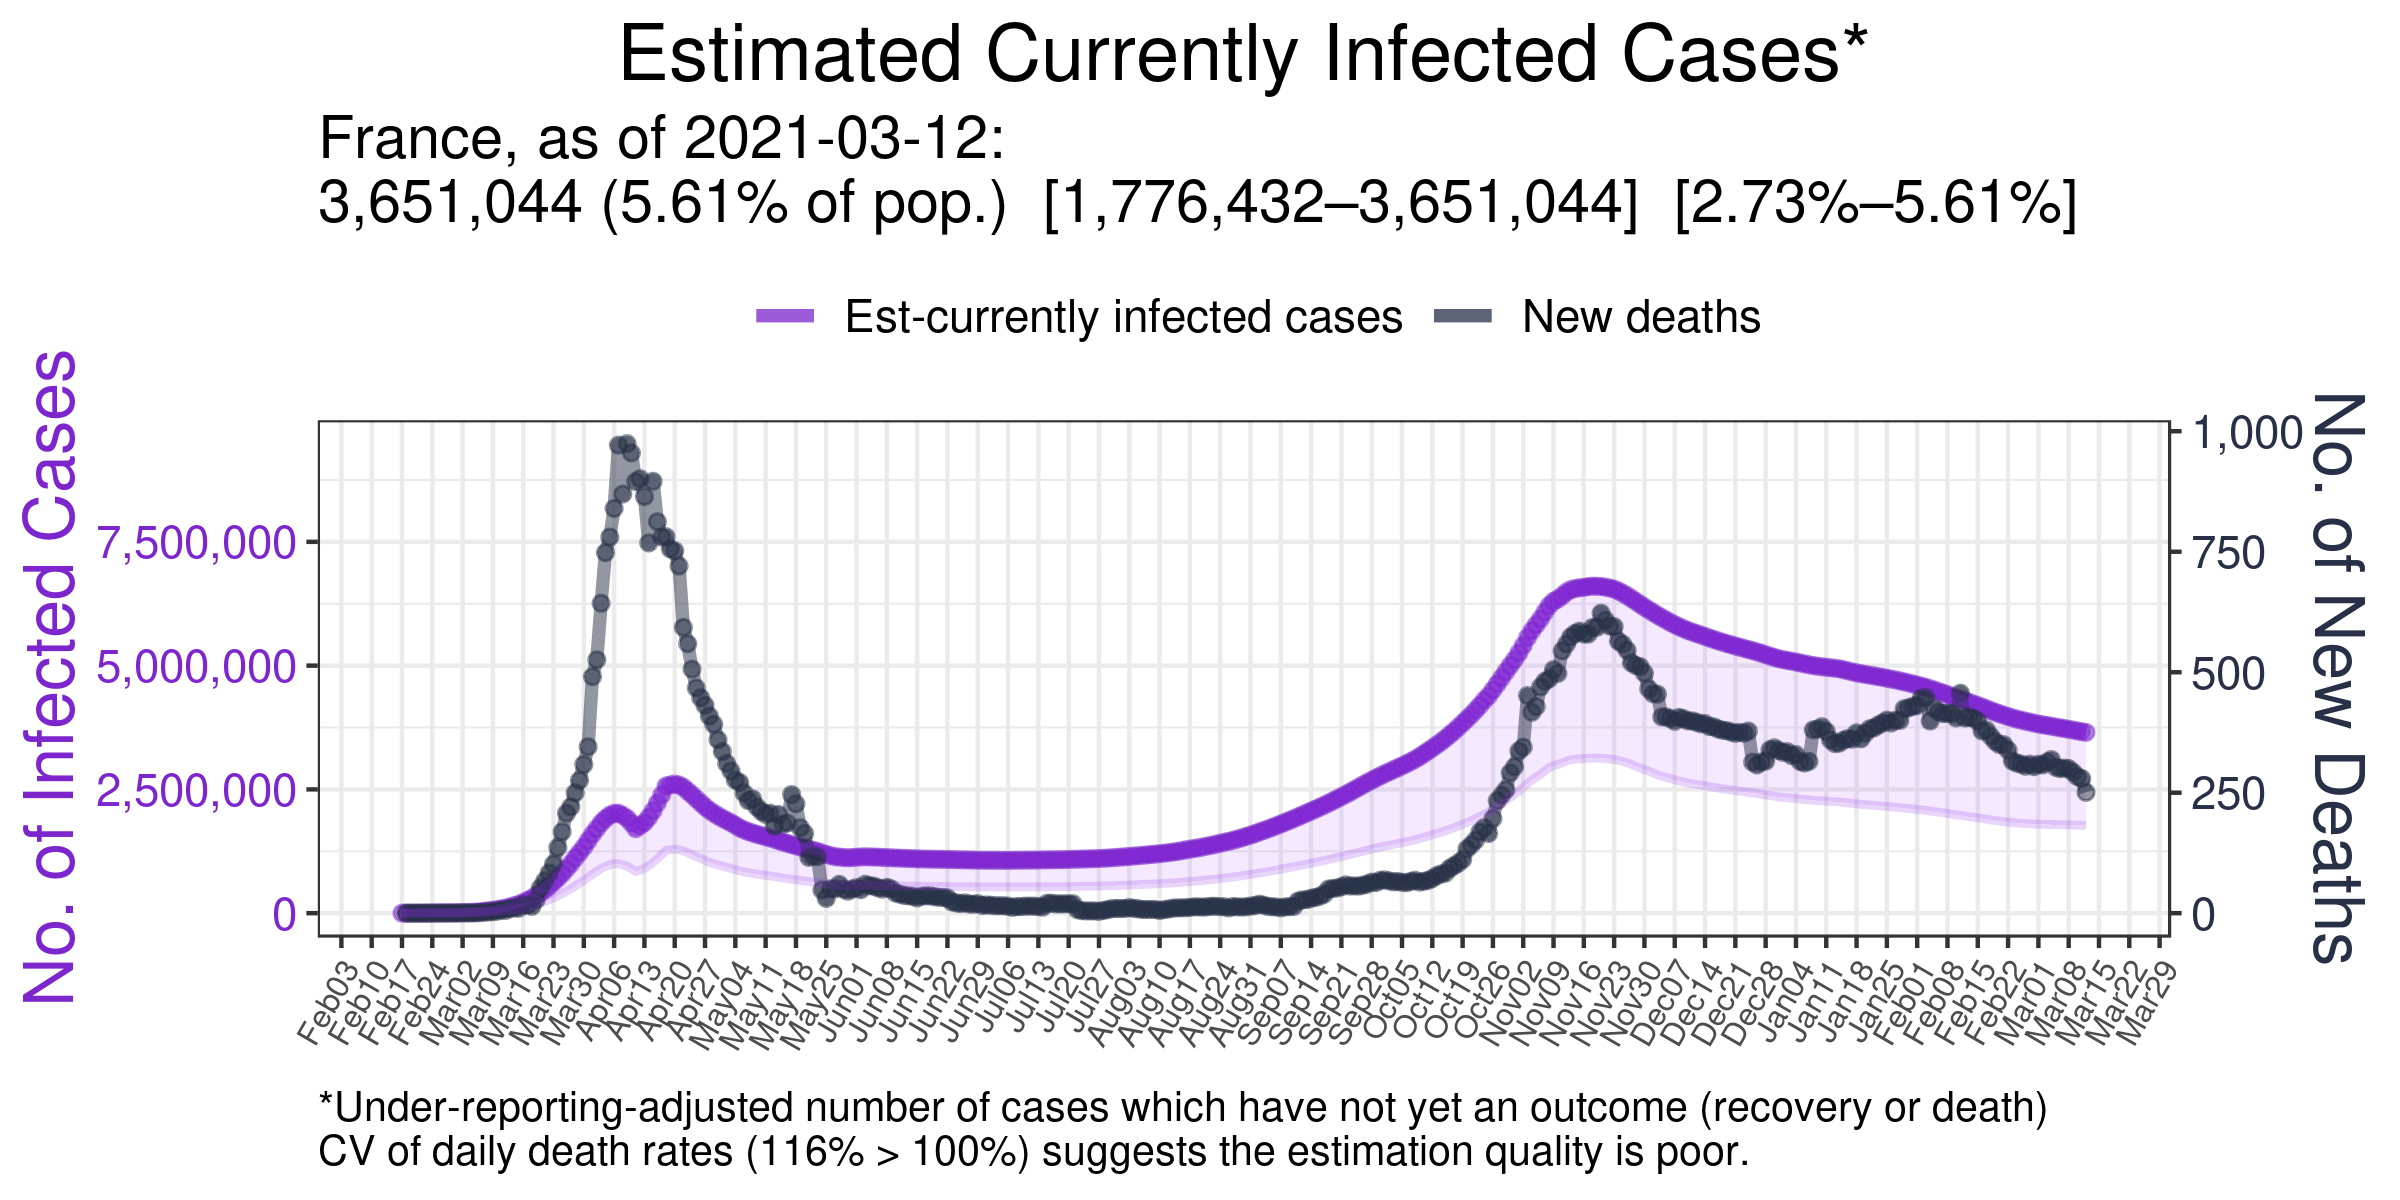 Estimated Currently Infected Cases*
France, as of 2021-03-12:
3,651,044 (5.61% of pop.) [1,776,432–3,651,044] [2.73%–5.61%]
Est-currently infected cases
New deaths
No. of Infected Cases
7,500,000
5,000,000
2,500,000
0
1,000
750
500
250
0
No. of New Deaths
Feb03
Feb10
Feb17
Feb24
Mar02
Mar09
Mar16
Mar23
Mar30
Apr06
Apr13
Apr20
Apr27
May04
May11
May18
May25
Jun01
Jun08
Jun15
Jun22
Jun29
Jul06
Jul13
Jul20
Jul27
Aug03
Aug10
Aug17
Aug24
Aug31
Sep07
Sep14
Sep21
Sep28
Oct05
Oct12
Oct19
Oct26
Nov02
Nov09
Nov16
Nov23
Nov30
Dec07
Dec14
Dec21
Dec28
Jan04
Jan11
Jan18
Jan25
Feb01
Feb08
Feb15
Feb22
Mar01
Mar08
Mar15
Mar22
Mar29
*Under-reporting-adjusted number of cases which have not yet an outcome (recovery or death)
CV of daily death rates (116% > 100%) suggests the estimation quality is poor.